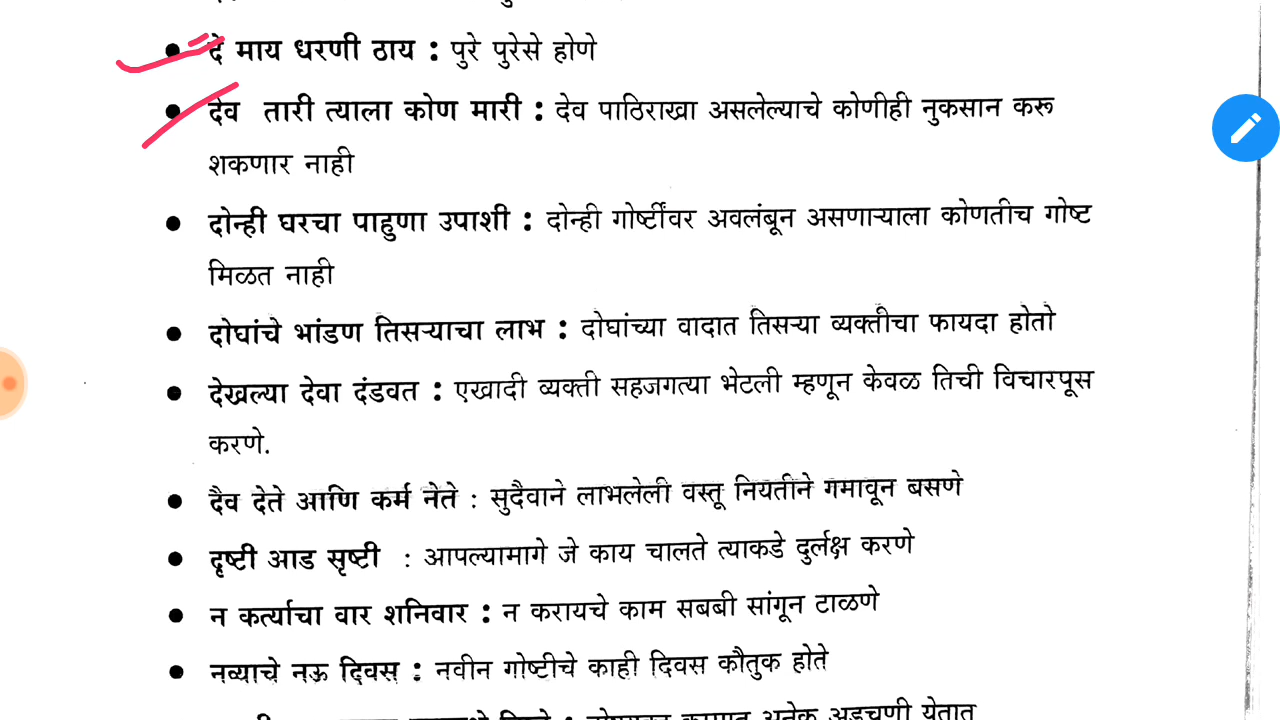 ● दे माय धरणी ठाय : पुरे पुरेसे होणे
● देव तारी त्याला कोण मारी : देव पाठिराखा असलेल्याचे कोणीही नुकसान करू
शकणार नाही
● दोन्ही घरचा पाहुणा उपाशी : दोन्ही गोष्टींवर अवलंबून असणाऱ्याला कोणतीच गोष्ट
मिळत नाही
● दोघांचे भांडण तिसऱ्याचा लाभ : दोघांच्या वादात तिसऱ्या व्यक्तीचा फायदा होतो
● देखल्या देवा दंडवत : एखादी व्यक्ती सहजगत्या भेटली म्हणून केवळ तिची विचारपूस
करणे.
● दैव देते आणि कर्म नेते : सुदैवाने लाभलेली वस्तू नियतीने गमावून बसणे
● दृष्टी आड सृष्टी : आपल्यामागे जे काय चालते त्याकडे दुर्लक्ष करणे
● न कर्त्याचा वार शनिवार : न करायचे काम सबबी सांगून टाळणे
● नव्याचे नऊ दिवस : नवीन गोष्टीचे काही दिवस कौतुक होते
अनेक अडचणी येतात